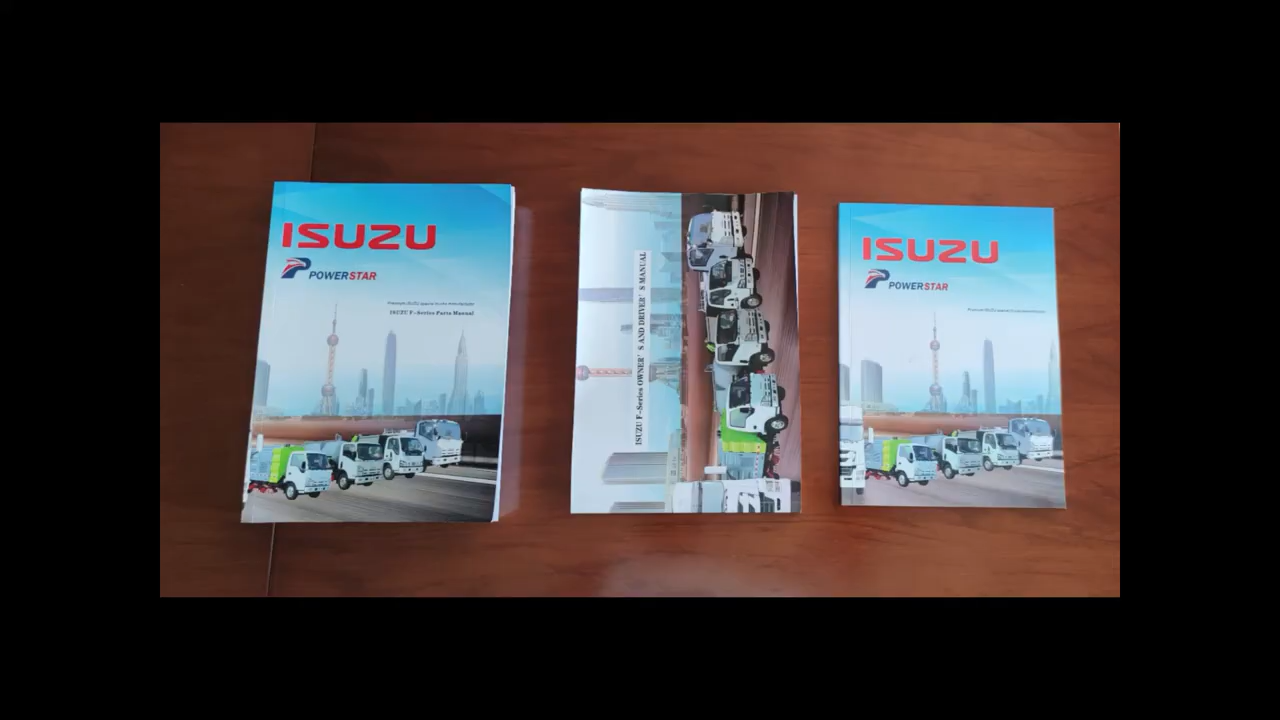 ISUZU
POWERSTAR
ISUZU F-Series Parts Manual
ISUZU F-Series OWNER'S AND DRIVER'S MANUAL
ISUZU
POWERSTAR